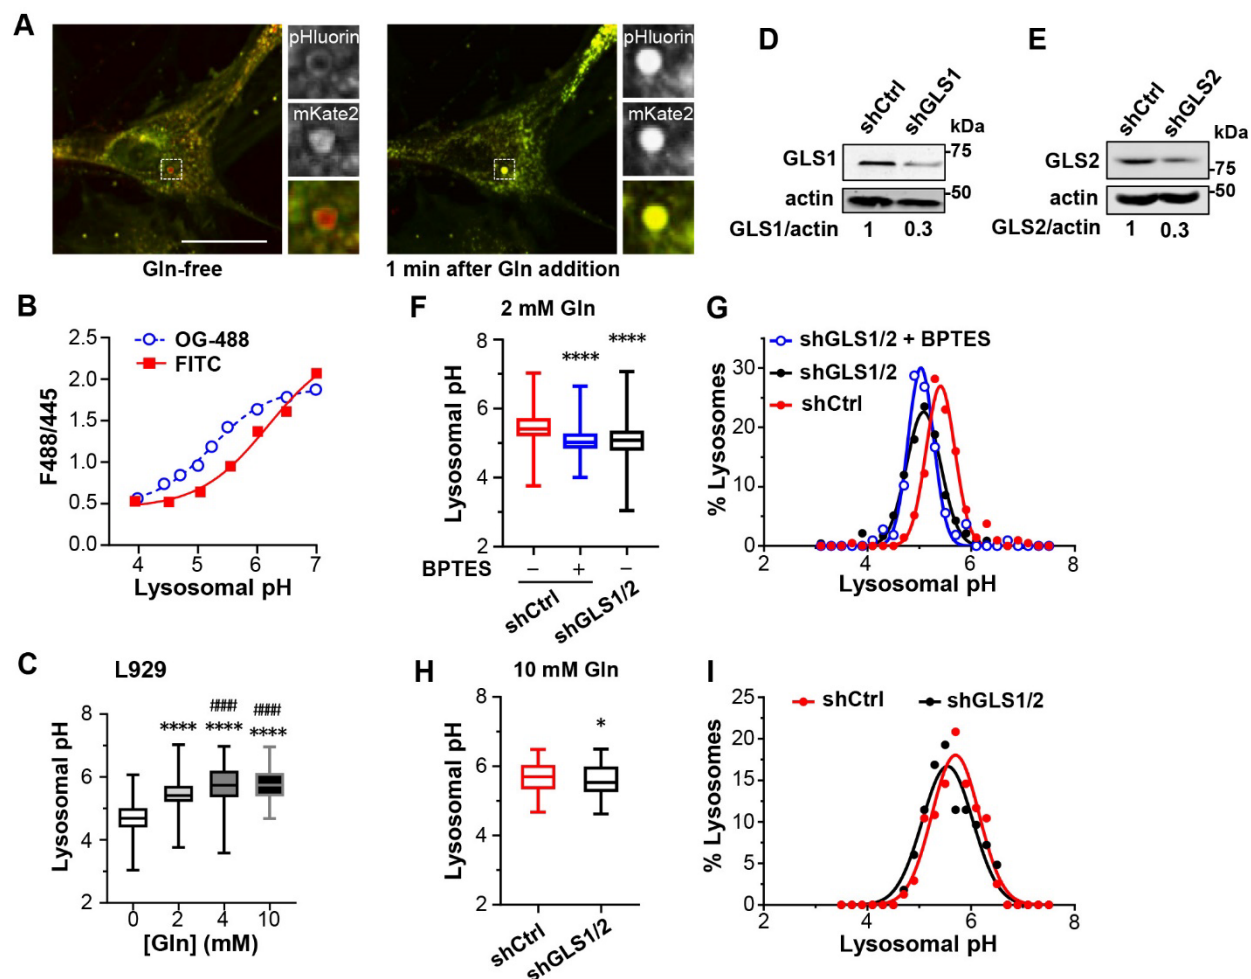 A
pHluorin
mKate2
Gln-free
pHluorin
mKate2
1 min after Gln addition
D
shCtrl
shGLS1
kDa
GLS1
-75
actin
-50
GLS1/actin 1 0.3
E
shCtrl
shGLS2
kDa
GLS2
-75
actin
-50
GLS2/actin 1 0.3
B
OG-488
FITC
F488/445
2.5
2.0
1.5
1.0
0.5
0.0
4 5 6 7
Lysosomal pH
F
2 mM Gln
Lysosomal pH
8
6
4
2
****
****
BPTES − + −
shCtrl
shGLS1/2
G
shGLS1/2 + BPTES
shGLS1/2
shCtrl
% Lysosomes
30
20
10
0
2 4 6 8
Lysosomal pH
C
L929
Lysosomal pH
8
6
4
2
####
####
****
****
****
0 2 4 10
[Gln] (mM)
H
10 mM Gln
Lysosomal pH
8
6
4
2
*
shCtrl
shGLS1/2
I
shCtrl
shGLS1/2
% Lysosomes
25
20
15
10
5
0
2 4 6 8
Lysosomal pH